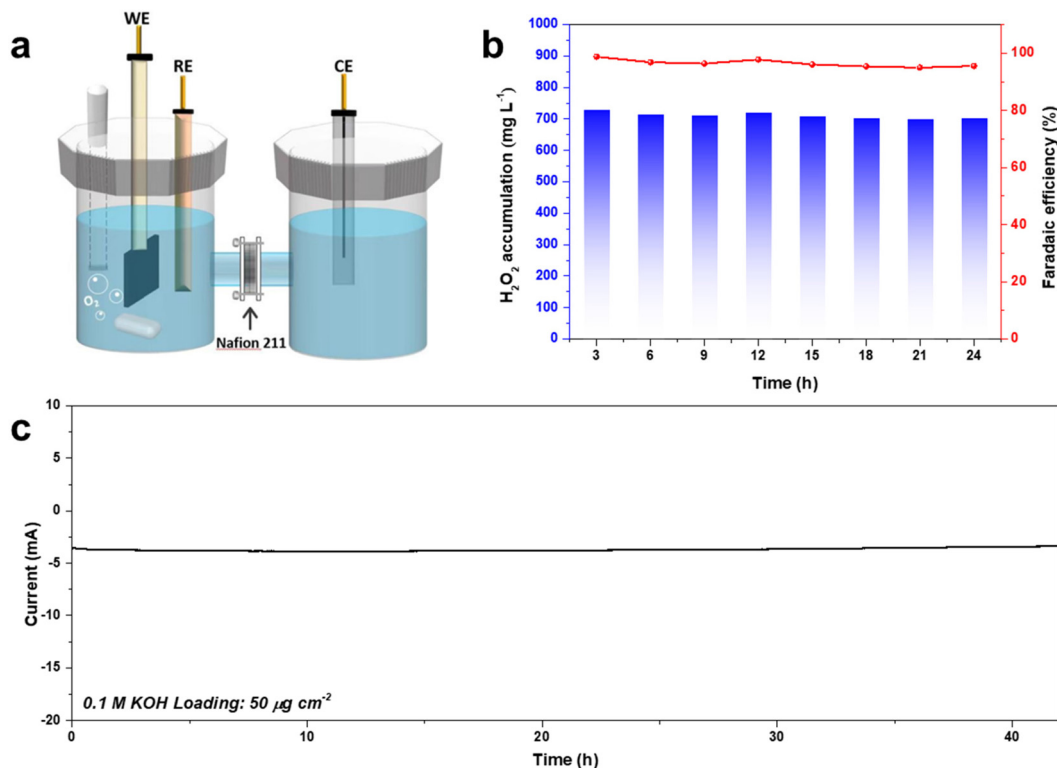 a
WE
RE
CE
O₂
Nafion 211
b
H₂O₂ accumulation (mg L⁻¹)
1000
900
800
700
600
500
400
300
200
100
0
100
80
60
40
20
0
Faradaic efficiency (%)
3 6 9 12 15 18 21 24
Time (h)
c
Current (mA)
10
5
0
-5
-10
-15
-20
0.1 M KOH Loading: 50 μg cm⁻²
0 10 20 30 40
Time (h)